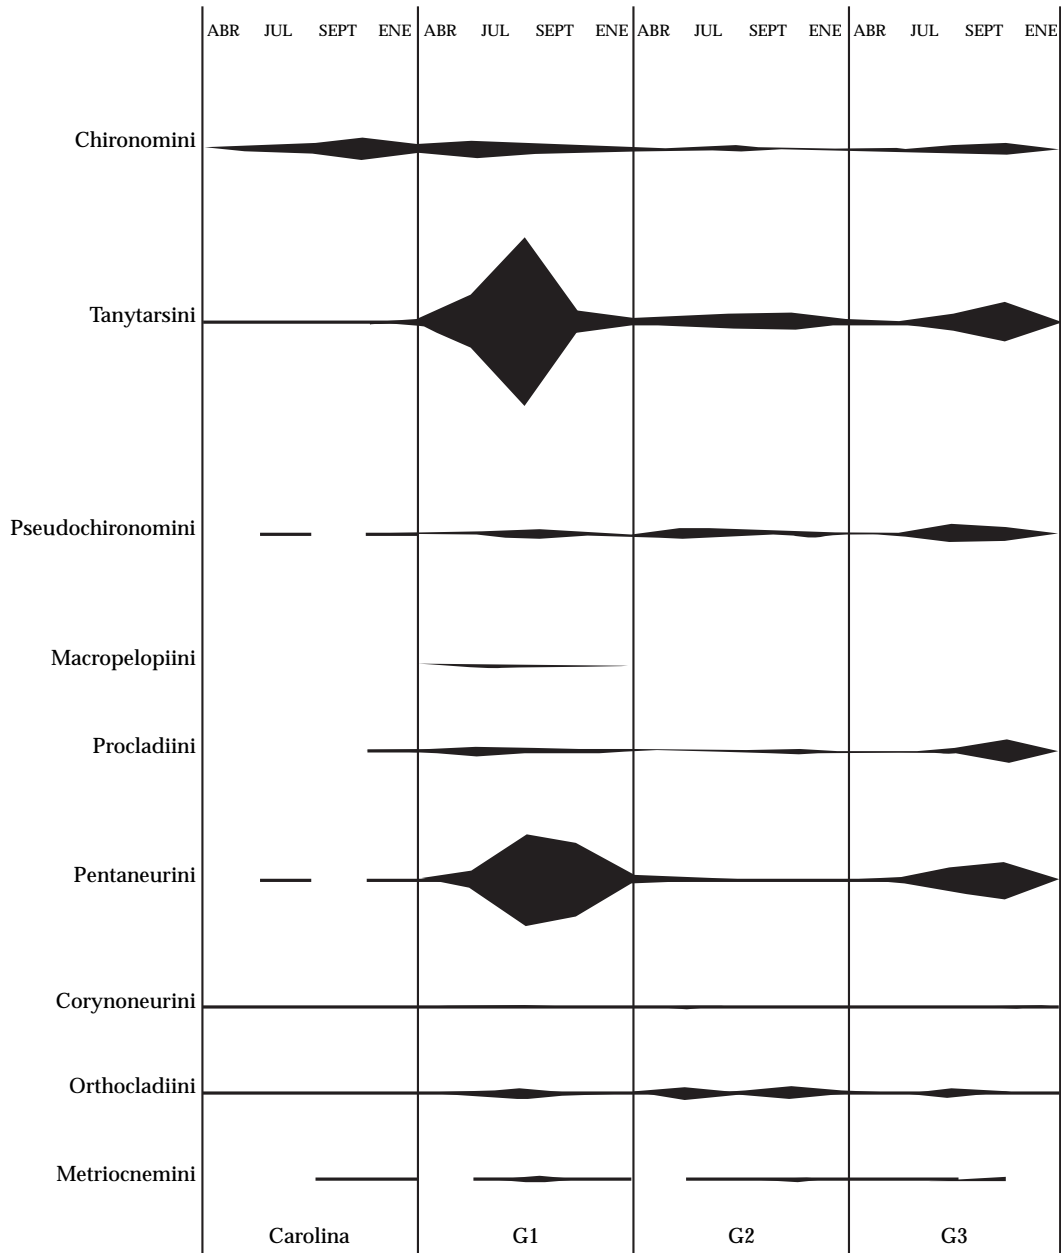 ABR JUL SEPT ENE ABR JUL SEPT ENE ABR JUL SEPT ENE ABR JUL SEPT ENE
Chironomini
Tanytarsini
Pseudochironomini
Macropelopiini
Procladiini
Pentaneurini
Corynoneurini
Orthocladiini
Metriocnemini
Carolina G1 G2 G3